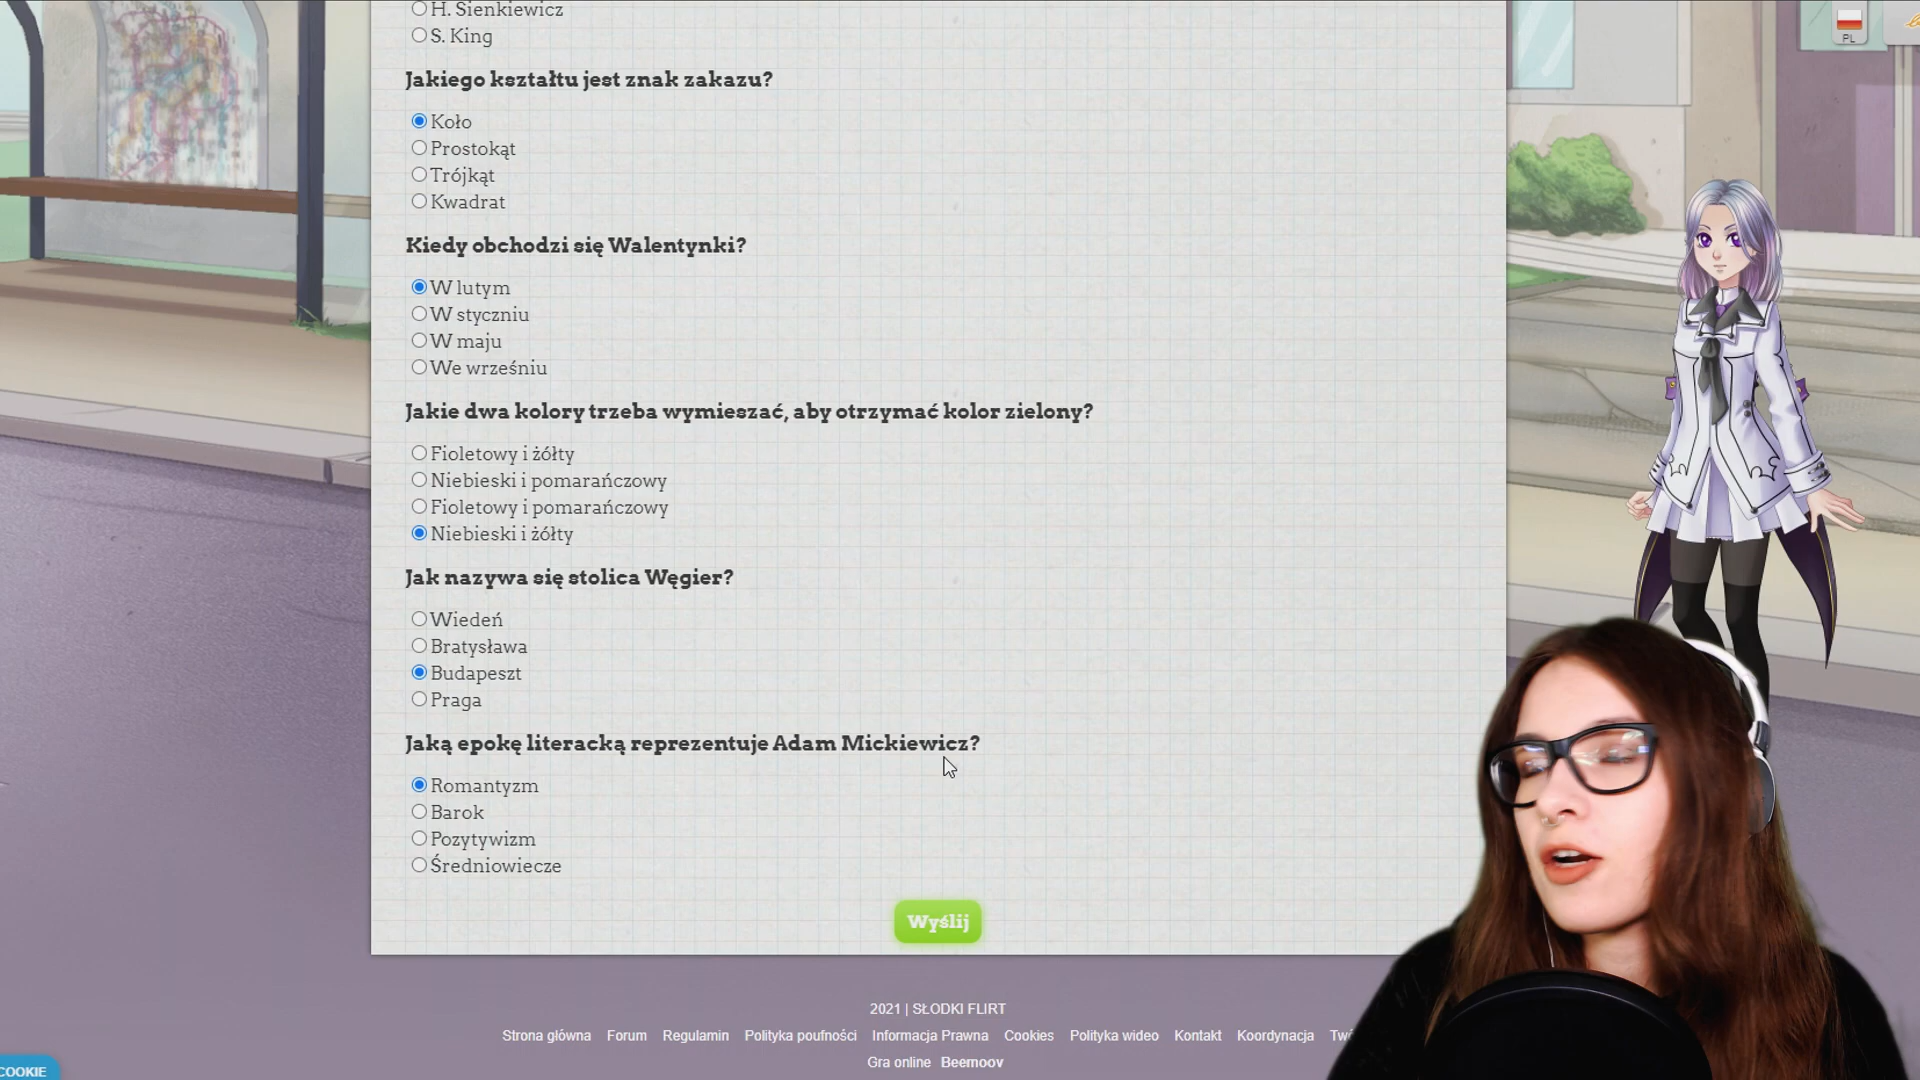 H. Sienkiewicz
S. King
PL
Jakiego kształtu jest znak zakazu?
Koło
Prostokąt
Trójkąt
Kwadrat
Kiedy obchodzi się Walentynki?
W lutym
W styczniu
W maju
We wrześniu
Jakie dwa kolory trzeba wymieszać, aby otrzymać kolor zielony?
Fioletowy i żółty
Niebieski i pomarańczowy
Fioletowy i pomarańczowy
Niebieski i żółty
Jak nazywa się stolica Węgier?
Wiedeń
Bratysława
Budapeszt
Praga
Jaką epokę literacką reprezentuje Adam Mickiewicz?
Romantyzm
Barok
Pozytywizm
Średniowiecze
Wyślij
2021 | SŁODKI FLIRT
Strona główna Forum Regulamin Polityka poufności Informacja Prawna Cookies Polityka wideo Kontakt Koordynacja
Gra online Beemoov
COOKIE